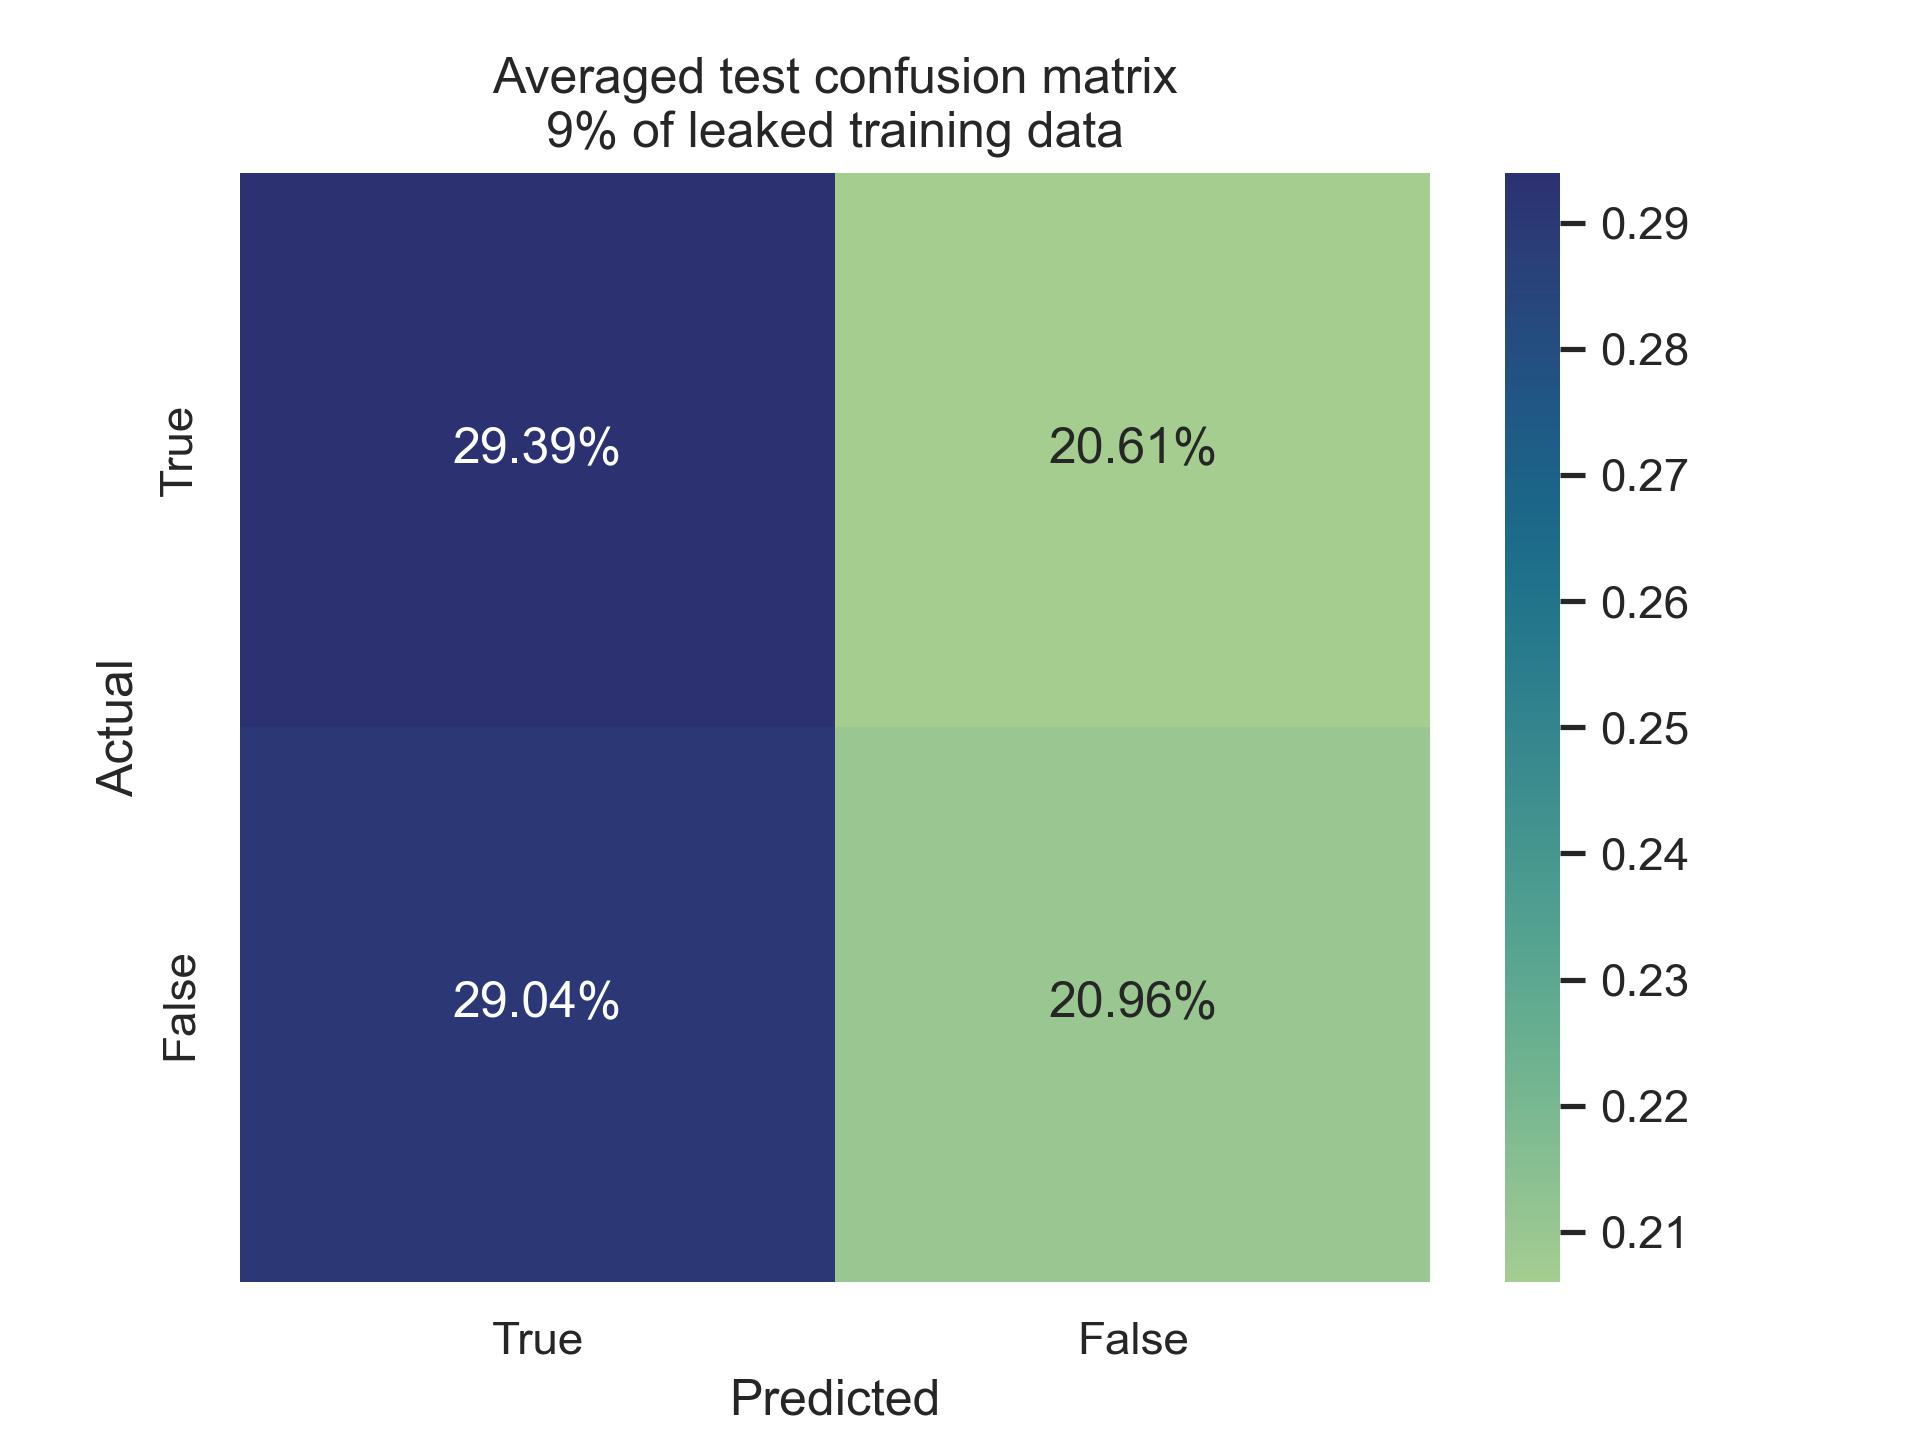 Averaged test confusion matrix
9% of leaked training data
True
29.39%
20.61%
Actual
False
29.04%
20.96%
True
False
Predicted
0.29
0.28
0.27
0.26
0.25
0.24
0.23
0.22
0.21